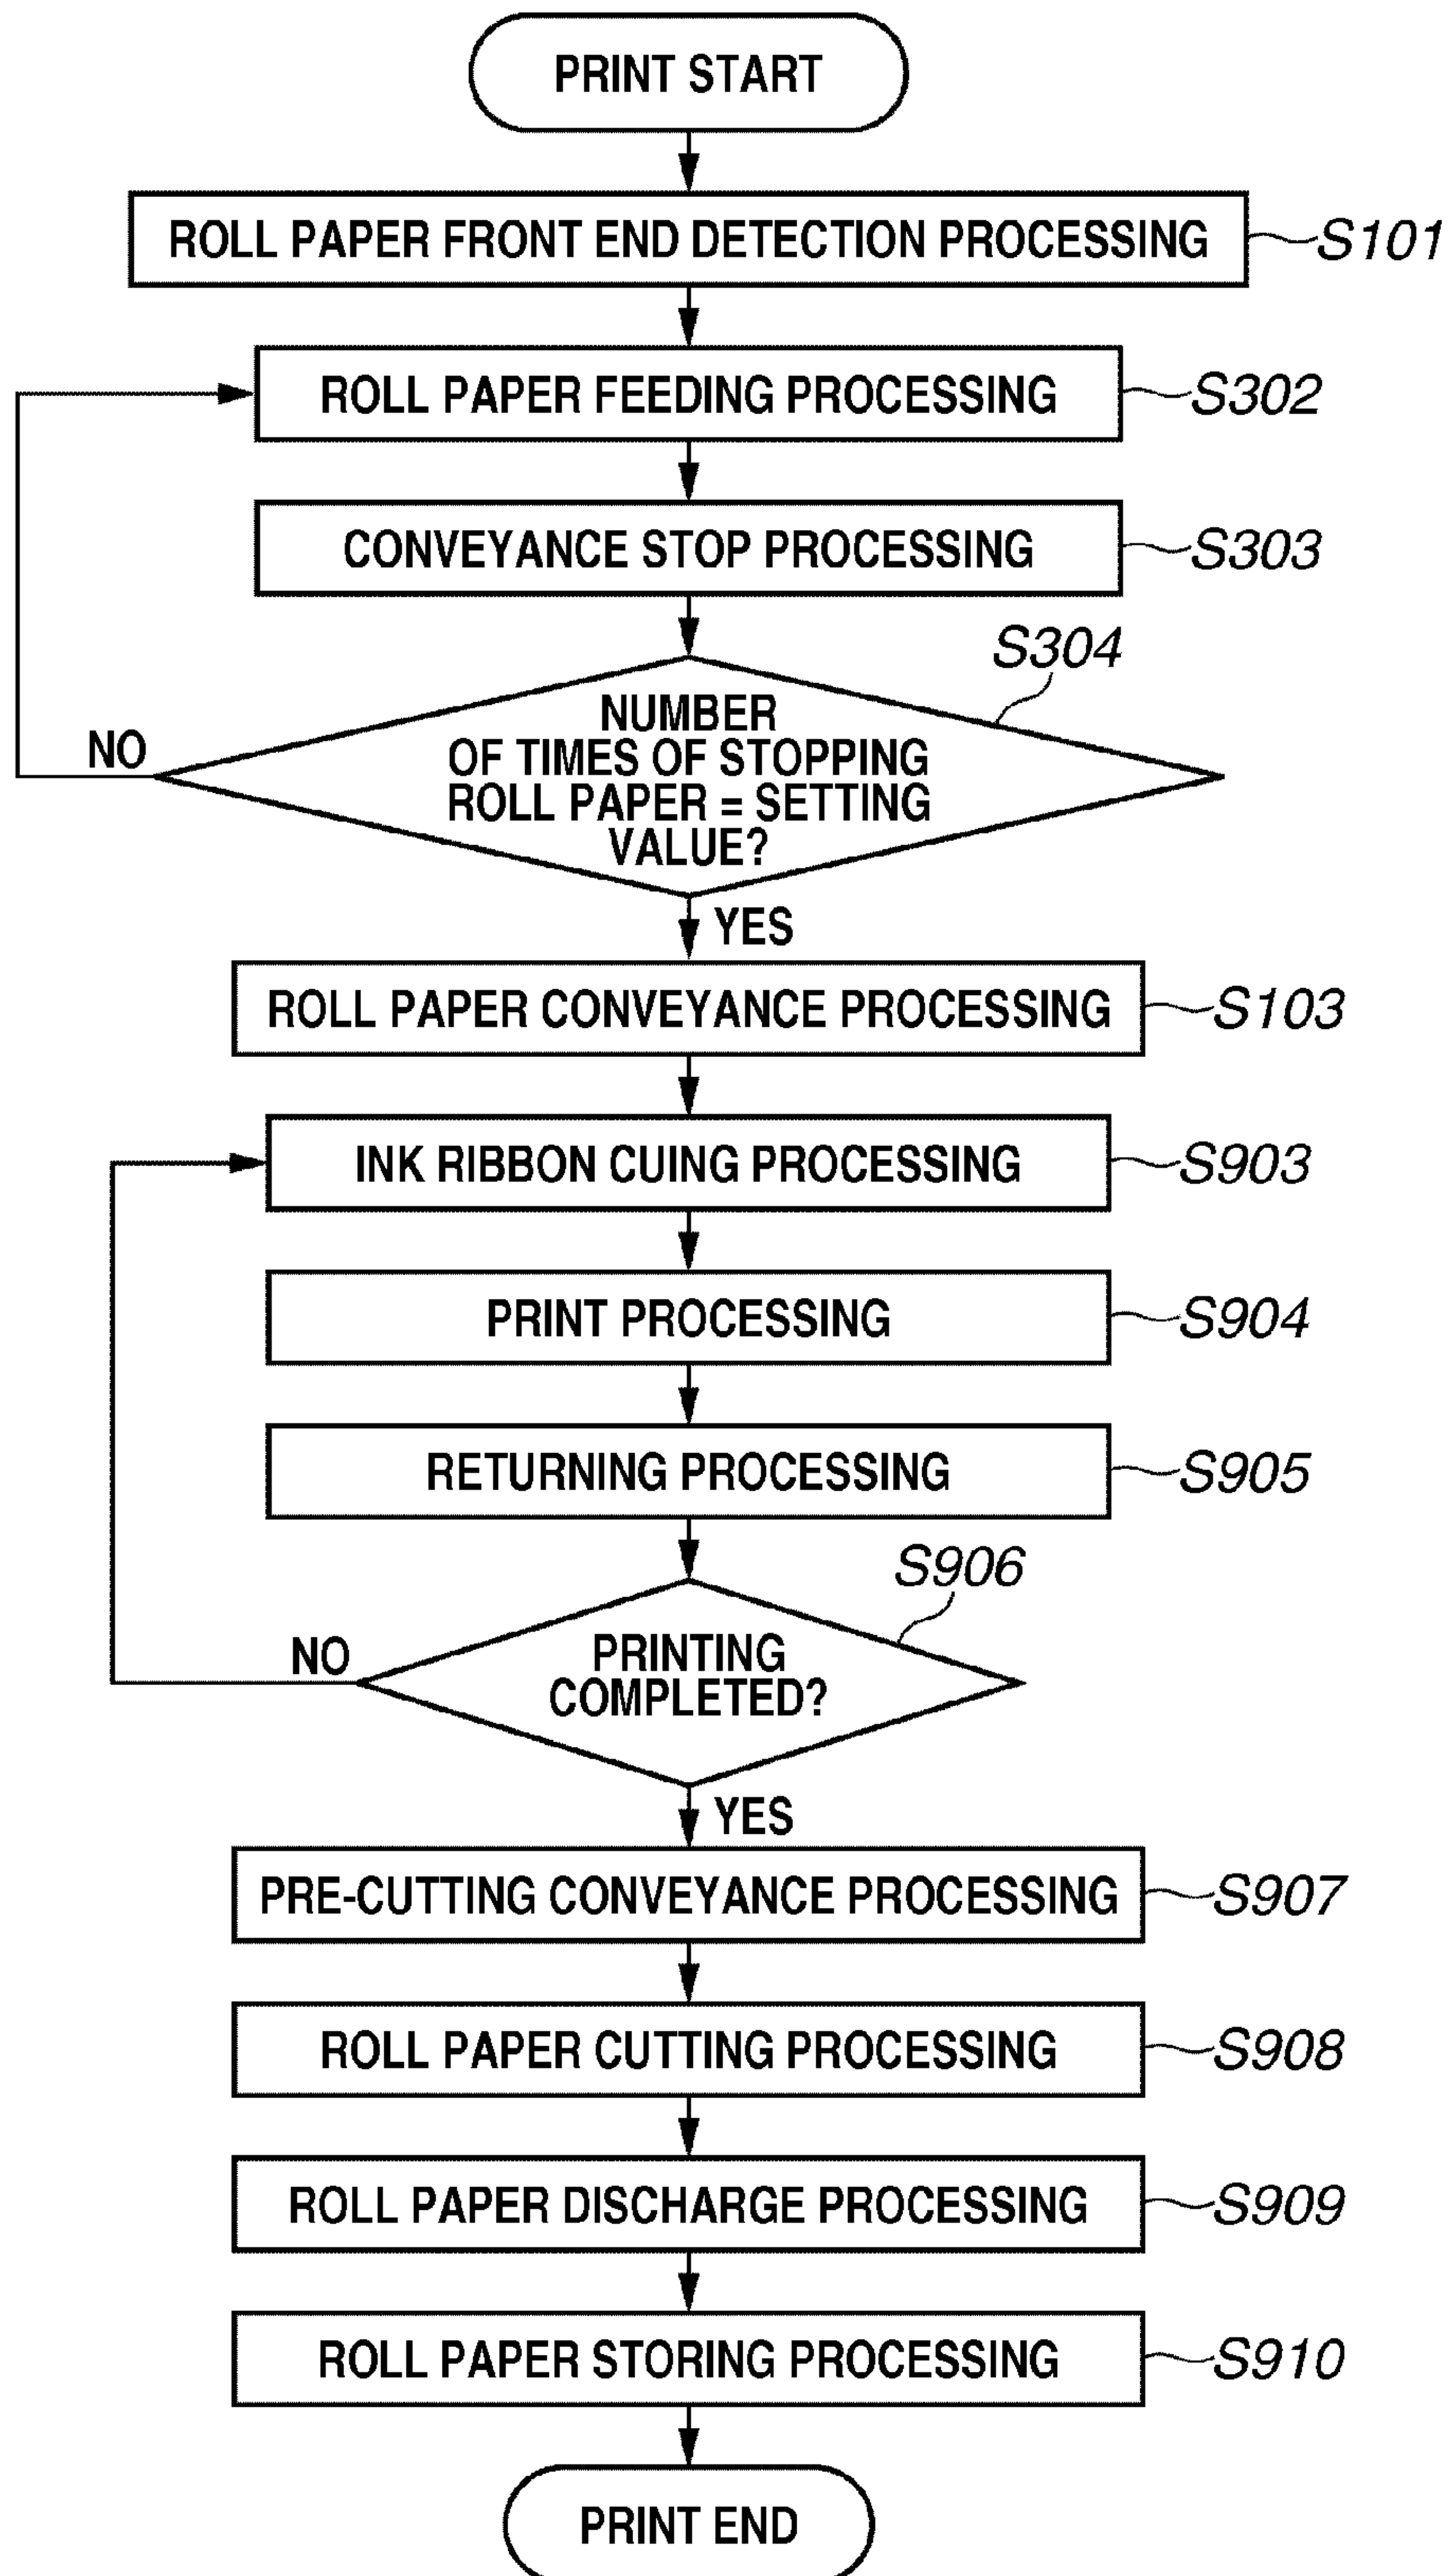 PRINT START
ROLL PAPER FRONT END DETECTION PROCESSING
S101
ROLL PAPER FEEDING PROCESSING
S302
CONVEYANCE STOP PROCESSING
S303
S304
NUMBER
OF TIMES OF STOPPING
ROLL PAPER = SETTING
VALUE?
NO
YES
ROLL PAPER CONVEYANCE PROCESSING
S103
INK RIBBON CUING PROCESSING
S903
PRINT PROCESSING
S904
RETURNING PROCESSING
S905
S906
PRINTING
COMPLETED?
NO
YES
PRE-CUTTING CONVEYANCE PROCESSING
S907
ROLL PAPER CUTTING PROCESSING
S908
ROLL PAPER DISCHARGE PROCESSING
S909
ROLL PAPER STORING PROCESSING
S910
PRINT END